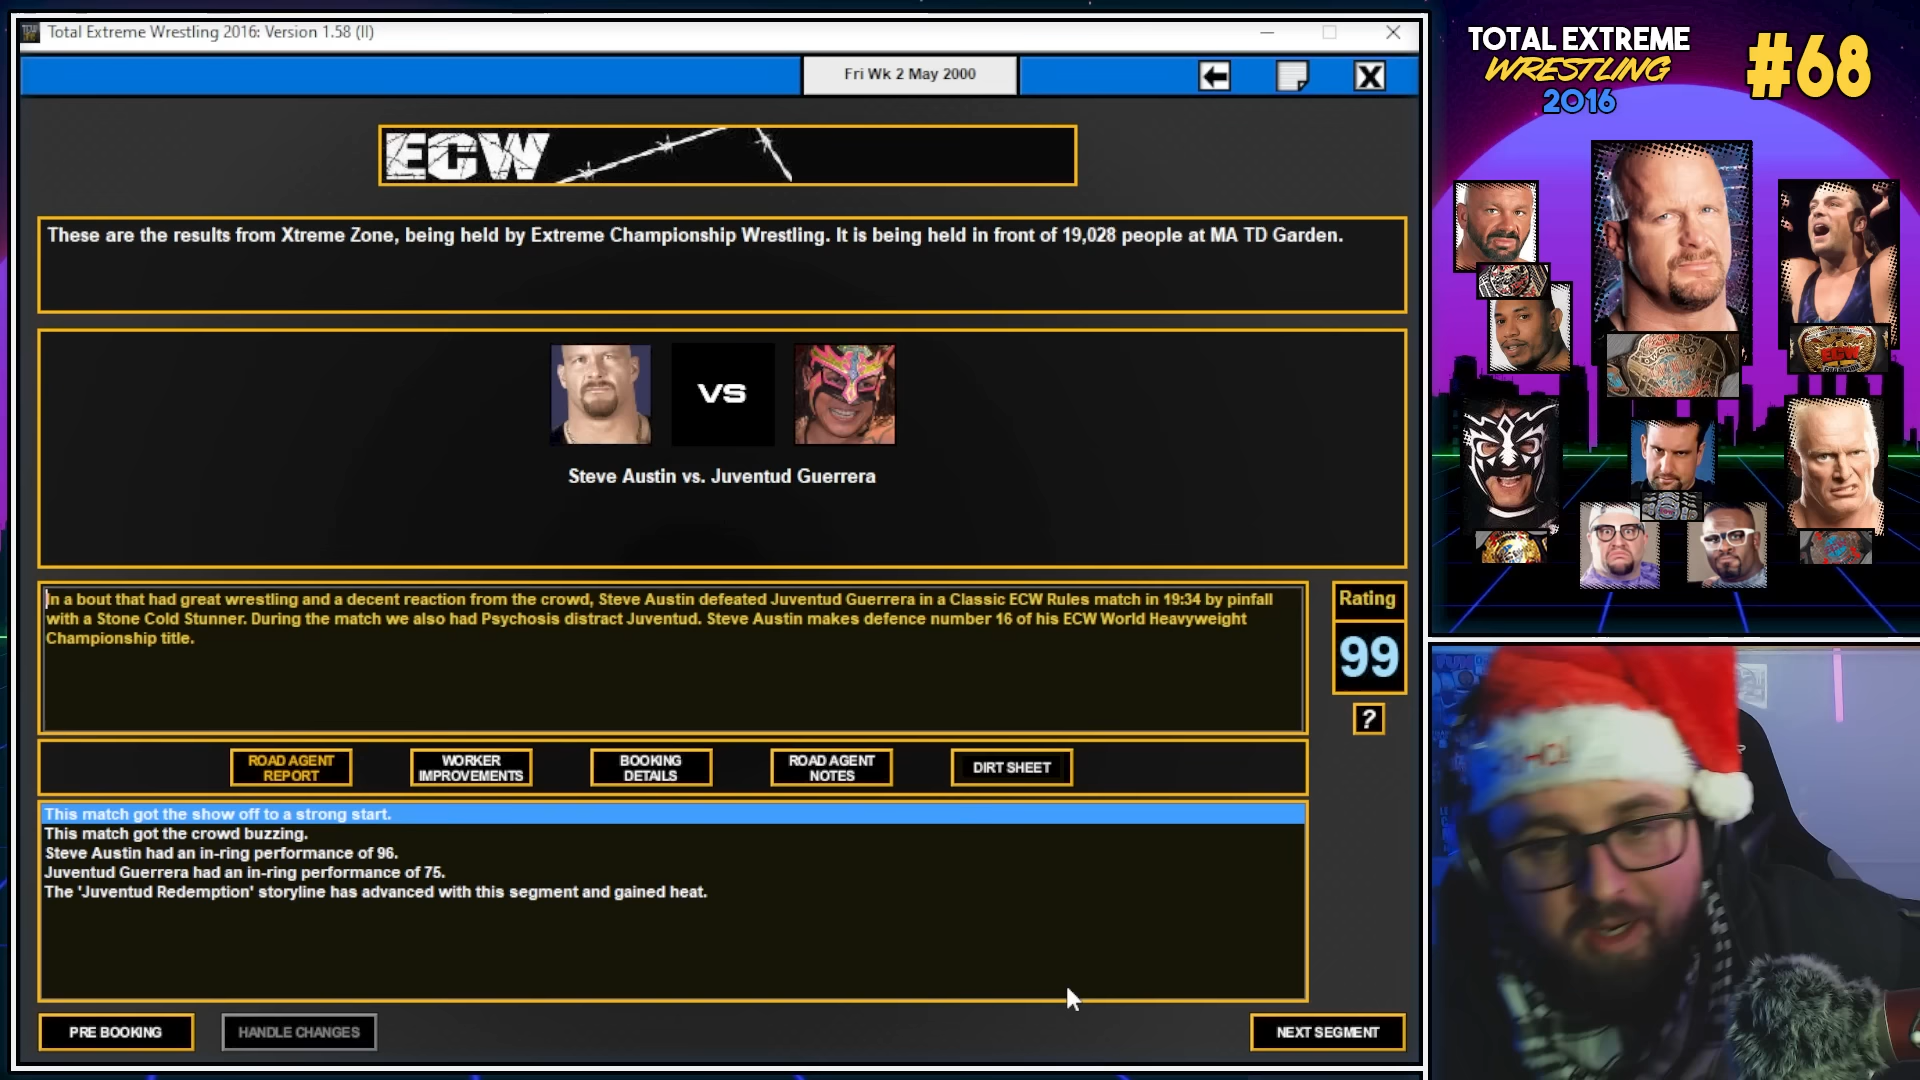 Total Extreme Wrestling 2016: Version 1.58 (II)
Fri Wk 2 May 2000
ECW
These are the results from Xtreme Zone, being held by Extreme Championship Wrestling. It is being held in front of 19,028 people at MA TD Garden.
VS
Steve Austin vs. Juventud Guerrera
In a bout that had great wrestling and a decent reaction from the crowd, Steve Austin defeated Juventud Guerrera in a Classic ECW Rules match in 19:34 by pinfall
with a Stone Cold Stunner. During the match we also had Psychosis distract Juventud. Steve Austin makes defence number 16 of his ECW World Heavyweight
Championship title.
Rating
99
?
ROAD AGENT
REPORT
WORKER
IMPROVEMENTS
BOOKING
DETAILS
ROAD AGENT
NOTES
DIRT SHEET
This match got the show off to a strong start.
This match got the crowd buzzing.
Steve Austin had an in-ring performance of 96.
Juventud Guerrera had an in-ring performance of 75.
The 'Juventud Redemption' storyline has advanced with this segment and gained heat.
PRE BOOKING
HANDLE CHANGES
NEXT SEGMENT
TOTAL EXTREME
WRESTLING
2016
#68
ECW